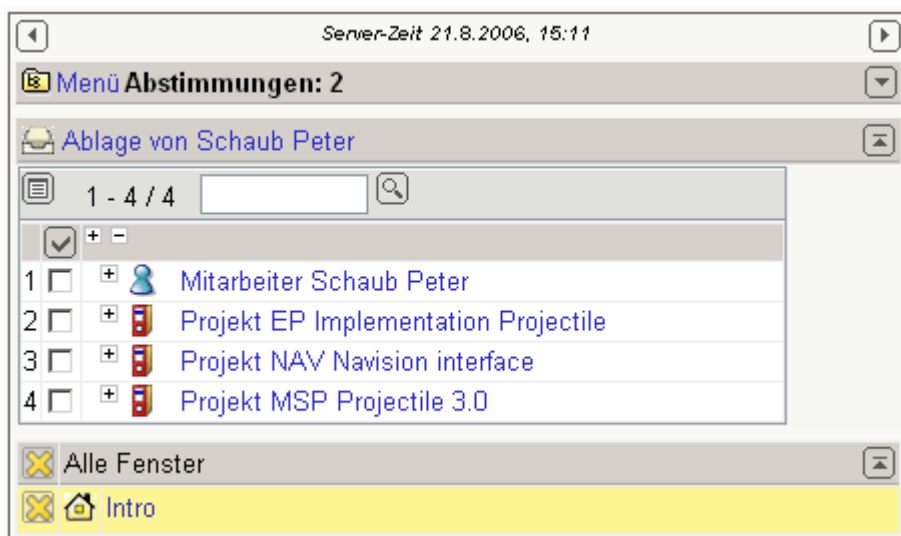 Server-Zeit 21.8.2006, 15:11
Menü Abstimmungen: 2
Ablage von Schaub Peter
1 - 4 / 4
1 Mitarbeiter Schaub Peter
2 Projekt EP Implementation Projectile
3 Projekt NAV Navision interface
4 Projekt MSP Projectile 3.0
Alle Fenster
Intro